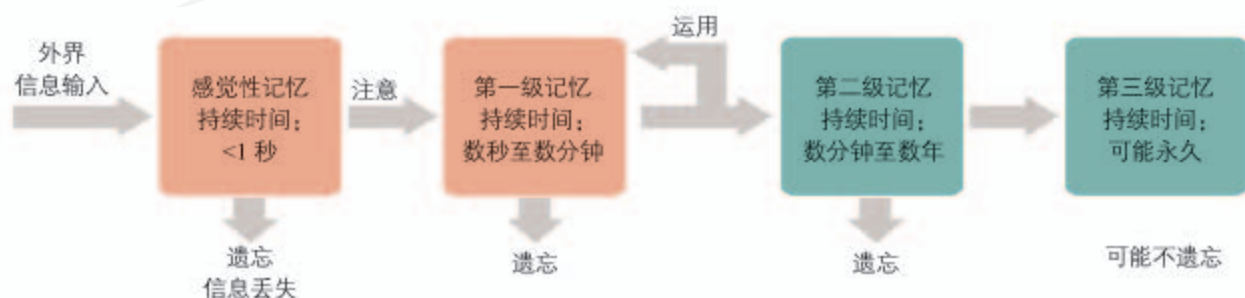 外界
信息输入
感觉性记忆
持续时间：
<1 秒
注意
第一级记忆
持续时间：
数秒至数分钟
运用
第二级记忆
持续时间：
数分钟至数年
第三级记忆
持续时间：
可能永久
遗忘
信息丢失
遗忘
遗忘
可能不遗忘